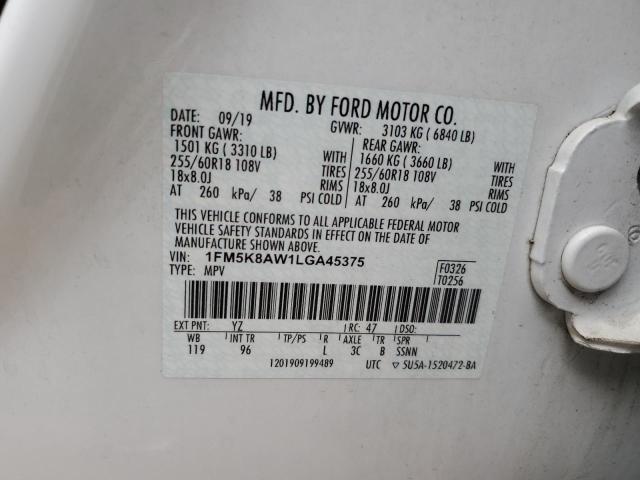 MFD. BY FORD MOTOR CO.
DATE: 09/19 GVWR: 3103 KG ( 6840 LB)
FRONT GAWR: REAR GAWR:
1501 KG ( 3310 LB) WITH 1660 KG ( 3660 LB) WITH
255/60R18 108V TIRES 255/60R18 108V TIRES
18x8.0J RIMS 18x8.0J RIMS
AT 260 kPa/ 38 PSI COLD AT 260 kPa/ 38 PSI COLD
THIS VEHICLE CONFORMS TO ALL APPLICABLE FEDERAL MOTOR
VEHICLE SAFETY STANDARDS IN EFFECT ON THE DATE OF
MANUFACTURE SHOWN ABOVE.
VIN: 1FM5K8AW1LGA45375 F0326
TYPE: MPV T0256
EXT PNT: YZ RC: 47 DSO:
WB INT TR TP/PS R AXLE TR SPR
119 96 L 3C B SSNN
1201909199489 UTC ▽ 5U5A-1520472-BA